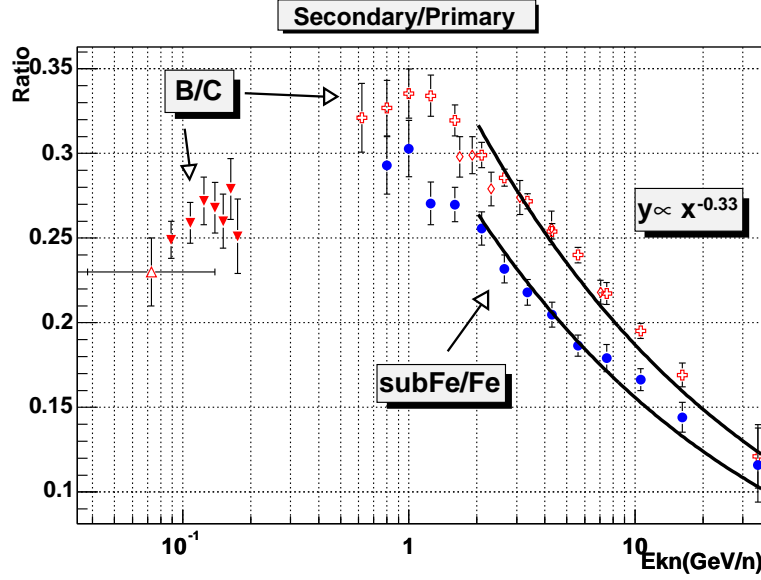 Secondary/Primary
Ratio
0.35
B/C
0.3
y∝ x^-0.33
0.25
0.2
subFe/Fe
0.15
0.1
10^-1
1
10
Ekn(GeV/n)